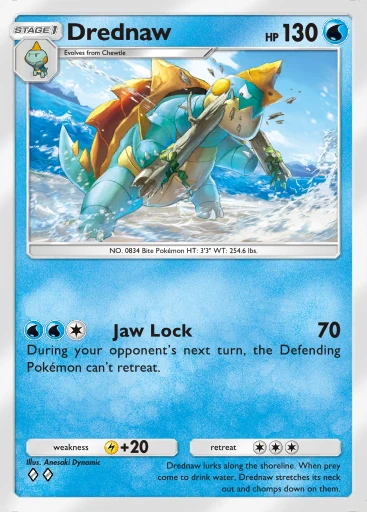 STAGE 1
Drednaw
HP 130
Evolves from Chewtle
NO. 0834 Bite Pokémon HT: 3'3" WT: 254.6 lbs.
Jaw Lock 70
During your opponent's next turn, the Defending
Pokémon can't retreat.
weakness +20 retreat
Illus. Anesaki Dynamic
Drednaw lurks along the shoreline. When prey
come to drink water, Drednaw stretches its neck
out and chomps down on them.